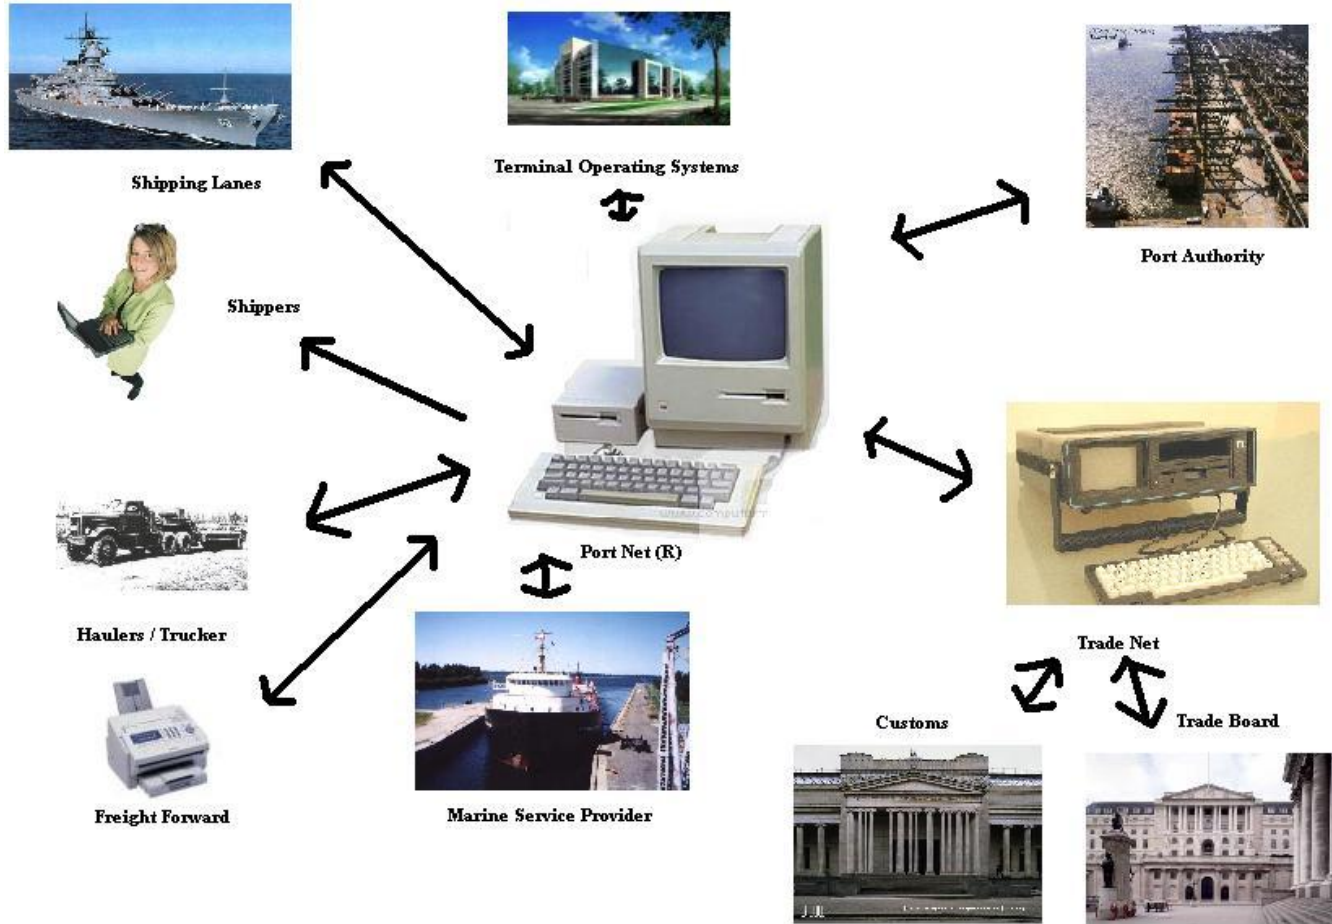 Terminal Operating Systems
Shipping Lanes
Port Authority
Shippers
Port Net (R)
Haulers / Trucker
Trade Net
Customs
Trade Board
Freight Forward
Marine Service Provider